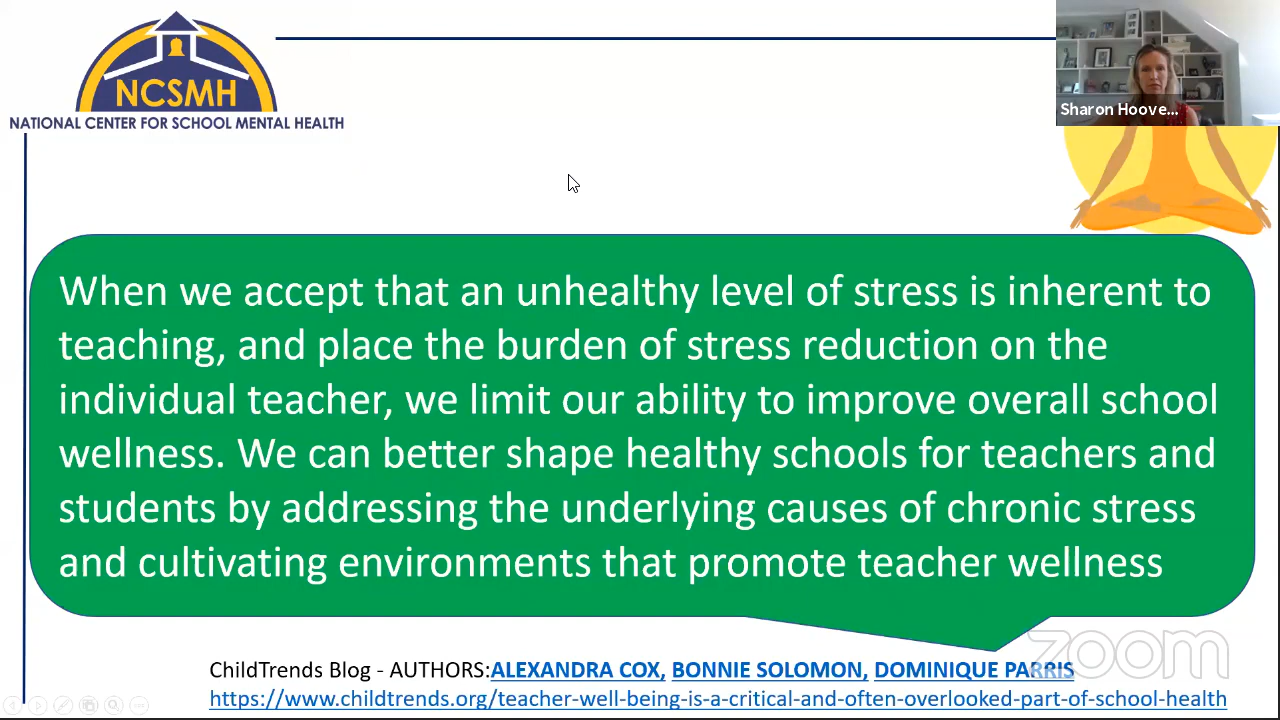 NCSMH
NATIONAL CENTER FOR SCHOOL MENTAL HEALTH
Sharon Hoove...
When we accept that an unhealthy level of stress is inherent to
teaching, and place the burden of stress reduction on the
individual teacher, we limit our ability to improve overall school
wellness. We can better shape healthy schools for teachers and
students by addressing the underlying causes of chronic stress
and cultivating environments that promote teacher wellness
zoom
ChildTrends Blog - AUTHORS:ALEXANDRA COX, BONNIE SOLOMON, DOMINIQUE PARRIS
https://www.childtrends.org/teacher-well-being-is-a-critical-and-often-overlooked-part-of-school-health